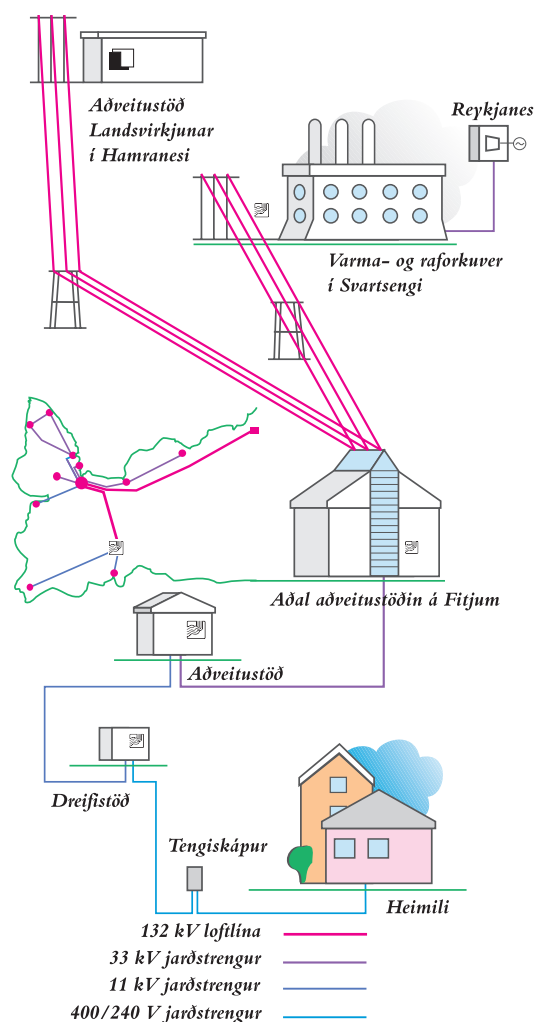 Aðveitustöð
Landsvirkjunar
í Hamranesi
Reykjanes
Varma- og raforkuver
í Svartsengi
Aðal aðveitustöðin á Fitjum
Aðveitustöð
Dreifistöð
Tengiskápur
Heimili
132 kV loftlína
33 kV jarðstrengur
11 kV jarðstrengur
400/240 V jarðstrengur